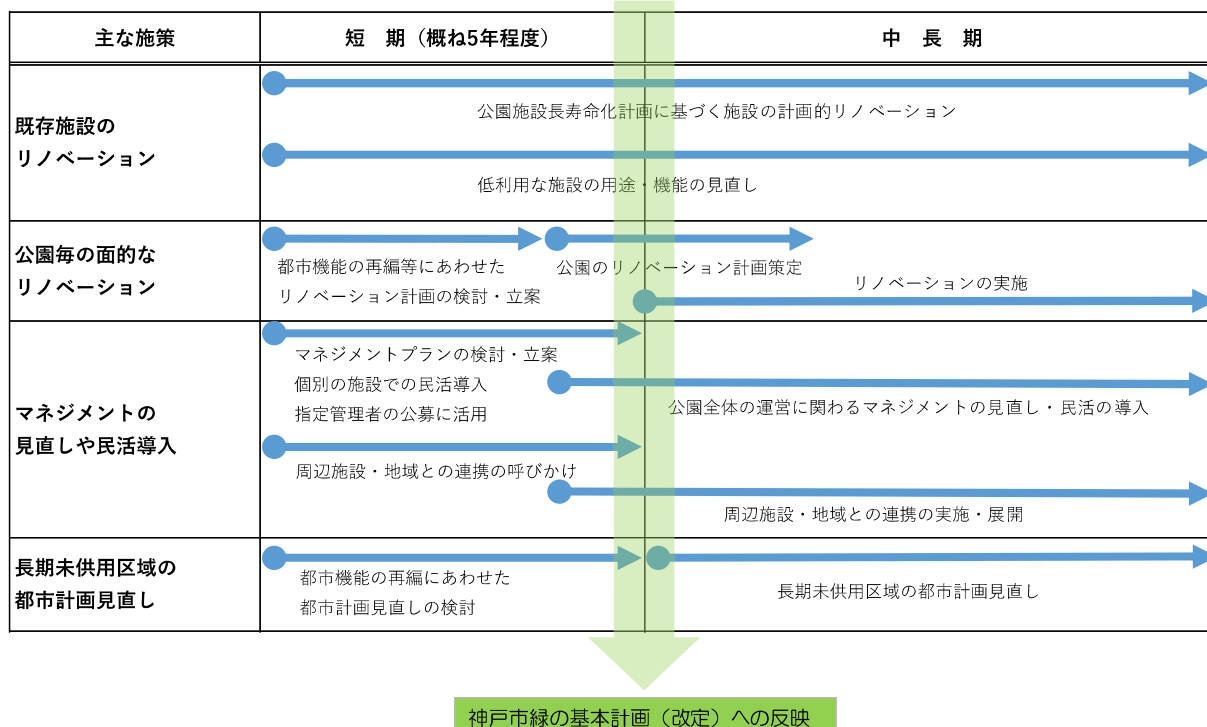 主な施策
短　期（概ね5年程度）
中　長　期
既存施設の
リノベーション
公園施設長寿命化計画に基づく施設の計画的リノベーション
低利用な施設の用途・機能の見直し
公園毎の面的な
リノベーション
都市機能の再編等にあわせた
リノベーション計画の検討・立案
公園のリノベーション計画策定
リノベーションの実施
マネジメントの
見直しや民活導入
マネジメントプランの検討・立案
個別の施設での民活導入
指定管理者の公募に活用
公園全体の運営に関わるマネジメントの見直し・民活の導入
周辺施設・地域との連携の呼びかけ
周辺施設・地域との連携の実施・展開
長期未供用区域の
都市計画見直し
都市機能の再編にあわせた
都市計画見直しの検討
長期未供用区域の都市計画見直し
神戸市緑の基本計画（改定）への反映